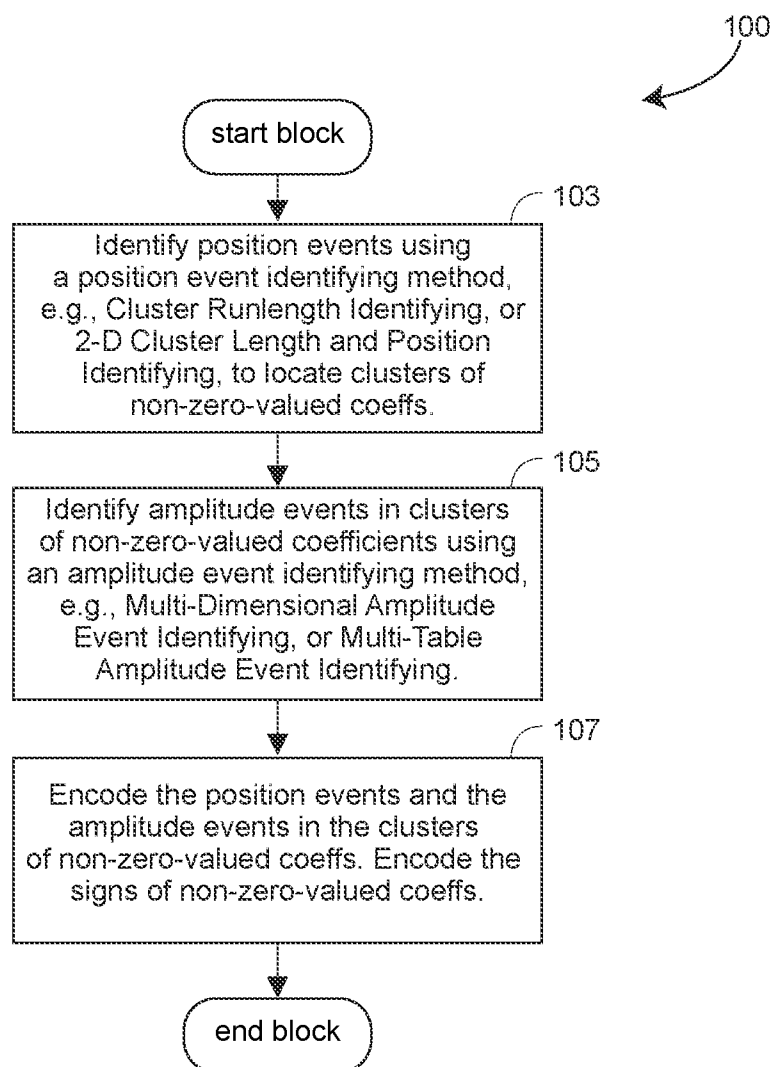 100
start block
103
Identify position events using
a position event identifying method,
e.g., Cluster Runlength Identifying, or
2-D Cluster Length and Position
Identifying, to locate clusters of
non-zero-valued coeffs.
105
Identify amplitude events in clusters
of non-zero-valued coefficients using
an amplitude event identifying method,
e.g., Multi-Dimensional Amplitude
Event Identifying, or Multi-Table
Amplitude Event Identifying.
107
Encode the position events and the
amplitude events in the clusters
of non-zero-valued coeffs. Encode the
signs of non-zero-valued coeffs.
end block